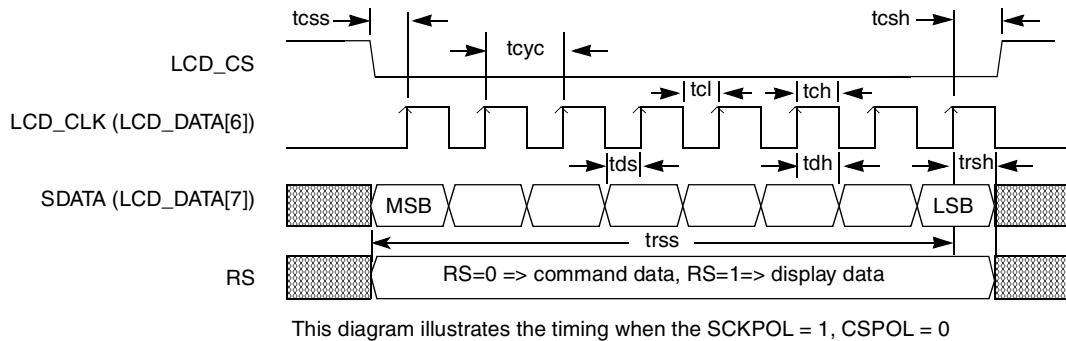 tcss
tcsh
tcyc
LCD_CS
tcl
tch
LCD_CLK (LCD_DATA[6])
tds
tdh
trsh
SDATA (LCD_DATA[7])
MSB
LSB
trss
RS
RS=0 => command data, RS=1=> display data
This diagram illustrates the timing when the SCKPOL = 1, CSPOL = 0